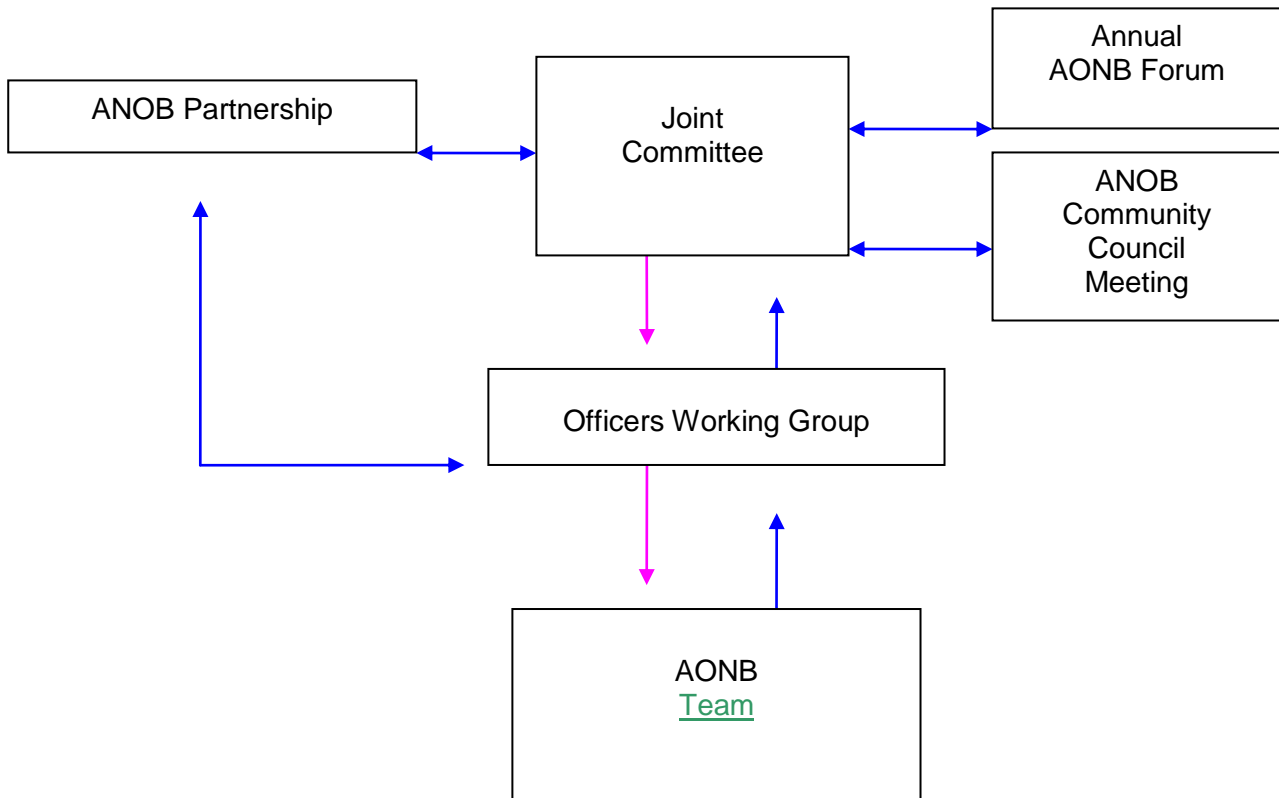 ANOB Partnership
Joint
Committee
Annual
AONB Forum
ANOB
Community
Council
Meeting
Officers Working Group
AONB
Team